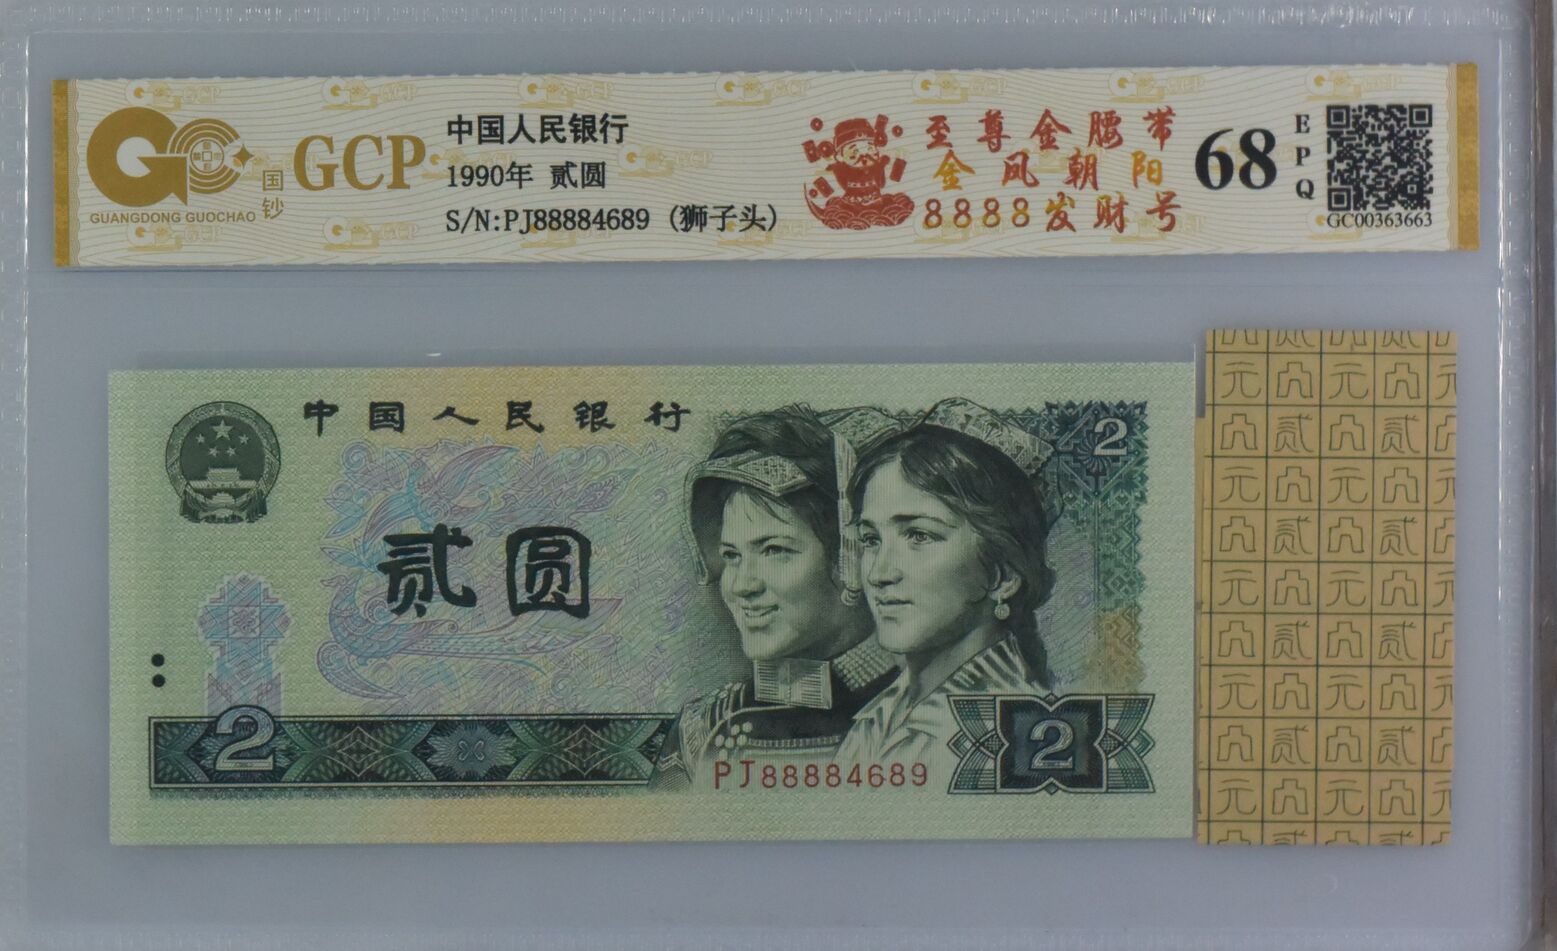 GCP
国钞
GUANGDONG GUOCHAO
中国人民银行
1990年 贰圆
S/N:PJ88884689 (狮子头)
至尊金腰带
金凤朝阳
8888发财号
68
EPQ
GC00363663
中国人民银行
2
贰圆
2
PJ88884689
2